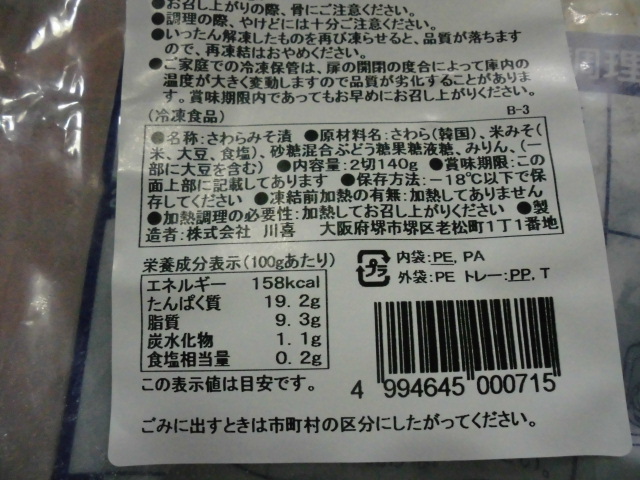 ●お召し上がりの際、骨にご注意ください。
●調理の際、やけどには十分ご注意ください。
●いったん解凍したものを再び凍らせると、品質が落ちますので、再凍結はおやめください。
●ご家庭での冷凍保管は、扉の開閉の度合によって庫内の
温度が大きく変動しますので品質が劣化することがありま
す。賞味期限内であってもお早めにお召し上がりください。
(冷凍食品) B-3
●名称:さわらみそ漬 ●原材料名:さわら(韓国)、米みそ(
米、大豆、食塩)、砂糖混合ぶどう糖果糖液糖、みりん、(一
部に大豆を含む) ●内容量:2切140g ●賞味期限:この
面上部に記載してあります ●保存方法:-18℃以下で保
存してください ●凍結前加熱の有無:加熱してありません
●加熱調理の必要性:加熱してお召し上がりください ●製
造者:株式会社 川喜 大阪府堺市堺区老松町1丁1番地
栄養成分表示(100gあたり)
エネルギー 158kcal
たんぱく質 19.2g
脂質 9.3g
炭水化物 1.1g
食塩相当量 0.2g
この表示値は目安です。
プラ
内袋:PE, PA
外袋:PE トレー:PP, T
4 994645 000715
ごみに出すときは市町村の区分にしたがってください。
調理